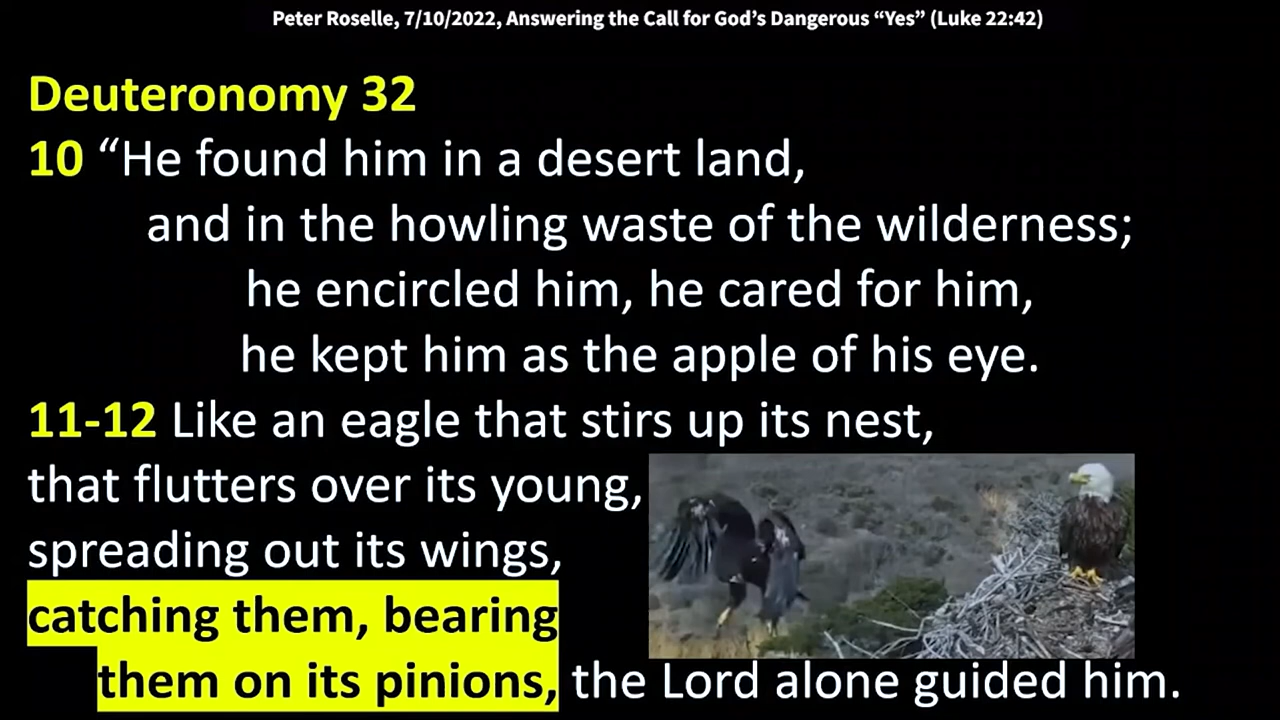 Peter Roselle, 7/10/2022, Answering the Call for God’s Dangerous “Yes” (Luke 22:42)
Deuteronomy 32
10 “He found him in a desert land,
and in the howling waste of the wilderness;
he encircled him, he cared for him,
he kept him as the apple of his eye.
11-12 Like an eagle that stirs up its nest,
that flutters over its young,
spreading out its wings,
catching them, bearing
them on its pinions, the Lord alone guided him.